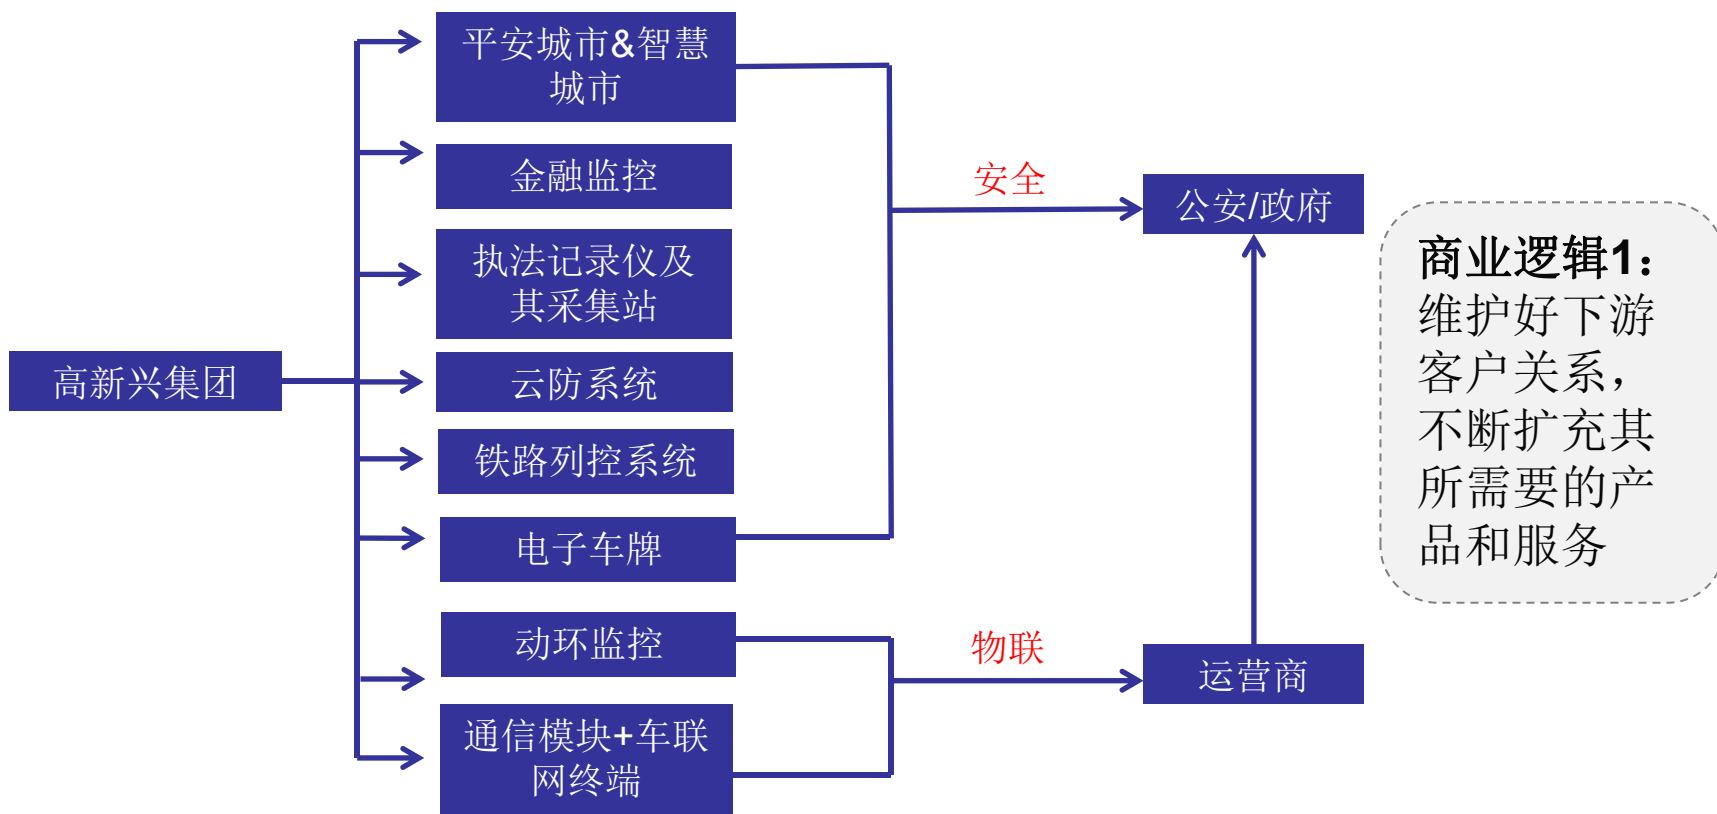 平安城市&智慧
城市
金融监控
执法记录仪及
其采集站
高新兴集团
云防系统
铁路列控系统
电子车牌
动环监控
通信模块+车联
网终端
安全
公安/政府
物联
运营商
商业逻辑1：
维护好下游
客户关系，
不断扩充其
所需要的产
品和服务